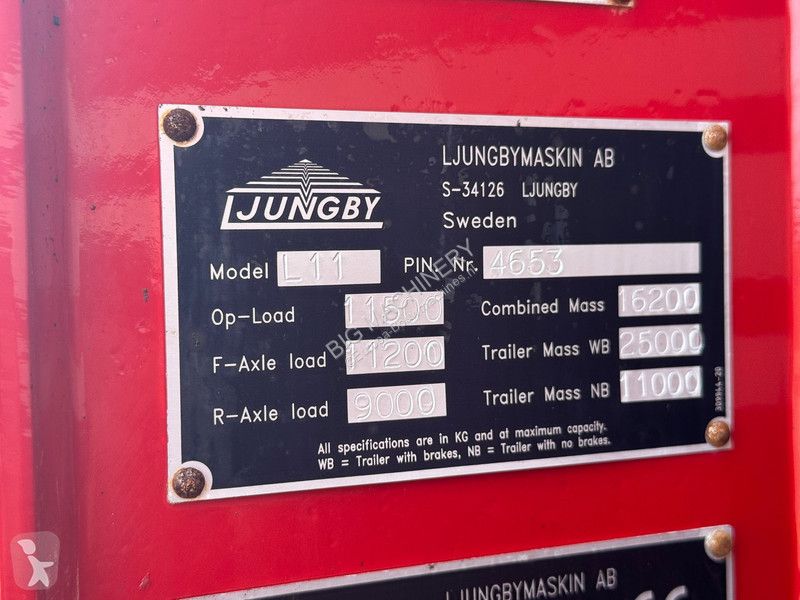 LJUNGBYMASKIN AB
S-34126 LJUNGBY
Sweden
LJUNGBY
Model L11 PIN. Nr. 4653
Op-Load 11500 Combined Mass 16200
F-Axle load 11200 Trailer Mass WB 25000
R-Axle load 9000 Trailer Mass NB 11000
All specifications are in KG and at maximum capacity.
WB = Trailer with brakes, NB = Trailer with no brakes.
BIG MACHINERY
LJUNGBYMASKIN AB